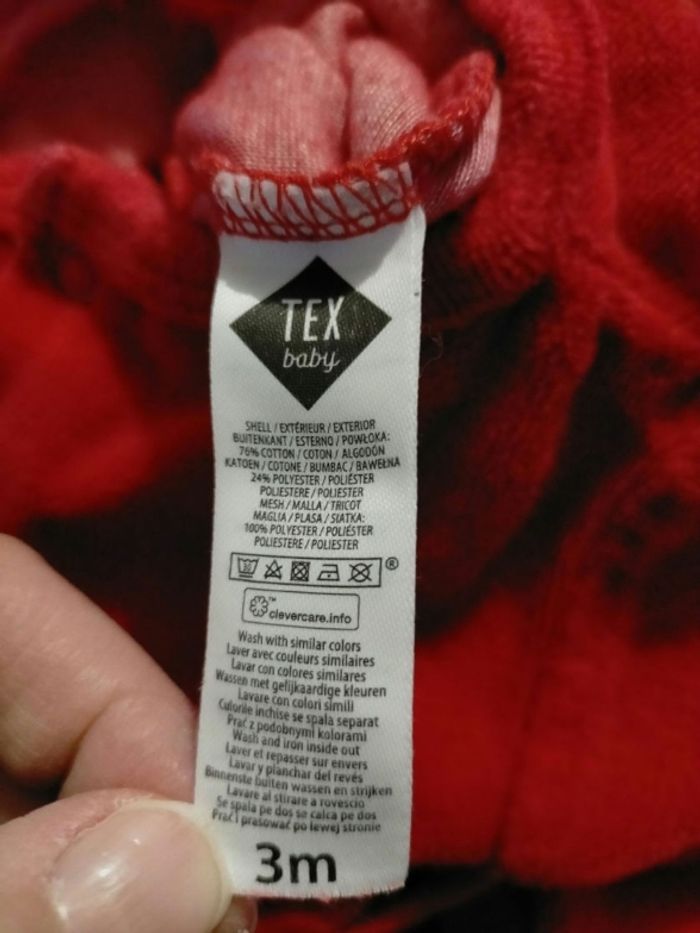 TEX
baby
SHELL / EXTÉRIEUR / EXTERIOR
BUITENKANT / ESTERNO / POWŁOKA:
76% COTTON / COTON / ALGODÓN
KATOEN / COTONE / BUMBAC / BAWEŁNA
24% POLYESTER / POLIÉSTER
POLIESTERE / POLIESTER
MESH / MALLA / TRICOT
MAGLIA / PLASA / SIATKA:
100% POLYESTER / POLIÉSTER
POLIESTERE / POLIESTER
30 ®
™ clevercare.info
Wash with similar colors
Laver avec couleurs similaires
Lavar con colores similares
Wassen met gelijkaardige kleuren
Lavare con colori simili
Culorile inchise se spala separat
Prać z podobnymi kolorami
Wash and iron inside out
Laver et repasser sur envers
Lavar y planchar del revés
Binnenste buiten wassen en strijken
Lavare al stirare a rovescio
Se spala pe dos se calca pe dos
Prać i prasować po lewej stronie
3m